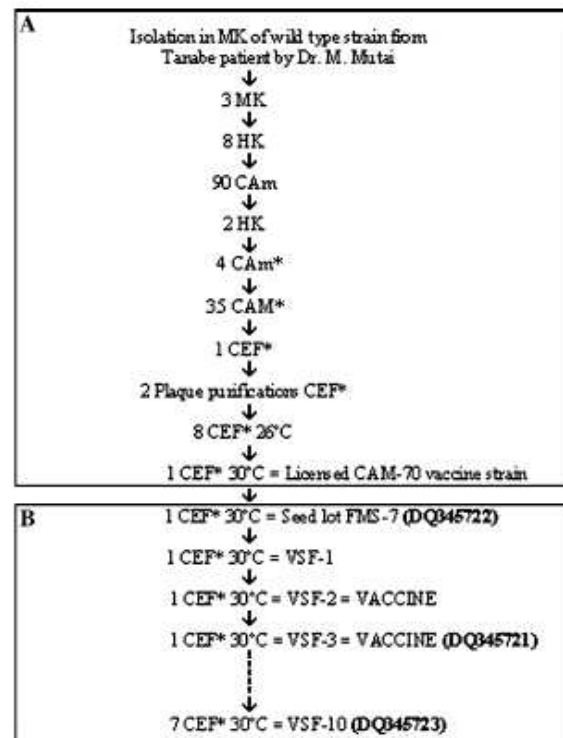 A
Isolation in MK of wild type strain from
Tanabe patient by Dr. M. Mutai
3 MK
8 HK
90 CAm
2 HK
4 CAm*
35 CAM*
1 CEF*
2 Plaque purifications CEF*
8 CEF* 26°C
1 CEF* 30°C = Licensed CAM-70 vaccine strain
B
1 CEF* 30°C = Seed lot FMS-7 (DQ345722)
1 CEF* 30°C = VSF-1
1 CEF* 30°C = VSF-2 = VACCINE
1 CEF* 30°C = VSF-3 = VACCINE (DQ345721)
7 CEF* 30°C = VSF-10 (DQ345723)